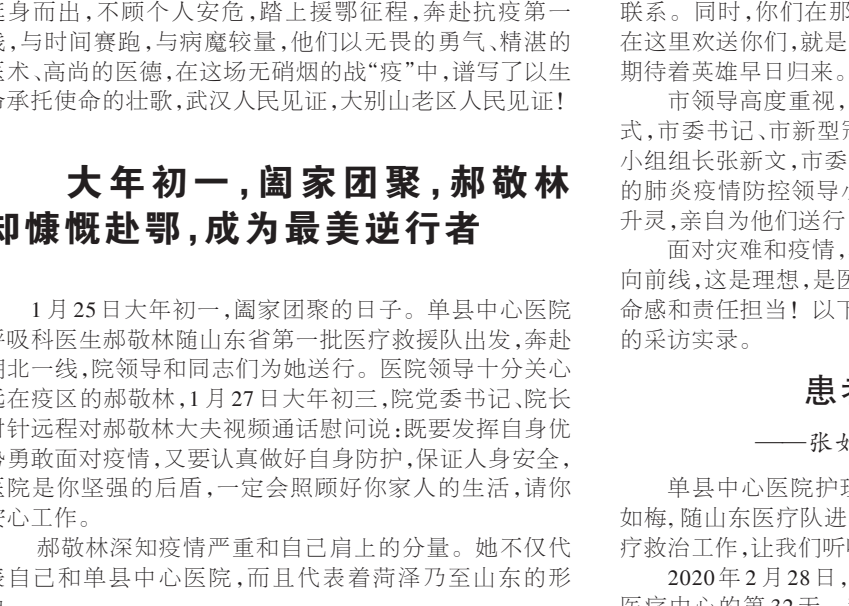 身而出,不顾个人安危,踏上援鄂征程,奔赴抗疫第一
,与时间赛跑,与病魔较量,他们以无畏的勇气、精湛的
术、高尚的医德,在这场无硝烟的战“疫”中,谱写了以生
承托使命的壮歌,武汉人民见证,大别山老区人民见证!
大年初一,阖家团聚,郝敬林
却慷慨赴鄂,成为最美逆行者
1月25日大年初一,阖家团聚的日子。单县中心医院
呼吸科医生郝敬林随山东省第一批医疗救援队出发,奔赴
湖北一线,院领导和同志们为她送行。医院领导十分关心
远在疫区的郝敬林,1月27日大年初三,院党委书记、院长
时针远程对郝敬林大夫视频通话慰问说:既要发挥自身优
勇敢面对疫情,又要认真做好自身防护,保证人身安全,
医院是你坚强的后盾,一定会照顾好你家人的生活,请你
安心工作。
郝敬林深知疫情严重和自己肩上的分量。她不仅代
表自己和单县中心医院,而且代表着菏泽乃至山东的形
联系。同时,你们在那
在这里欢送你们,就是
期待着英雄早日归来。
市领导高度重视,
式,市委书记、市新型冠
小组组长张新文,市委
的肺炎疫情防控领导小
升灵,亲自为他们送行
面对灾难和疫情,
向前线,这是理想,是医
命感和责任担当!以下
的采访实录。
患者
——张如
单县中心医院护理
如梅,随山东医疗队进
疗救治工作,让我们听听
2020年2月28日,
医疗中心的第32天